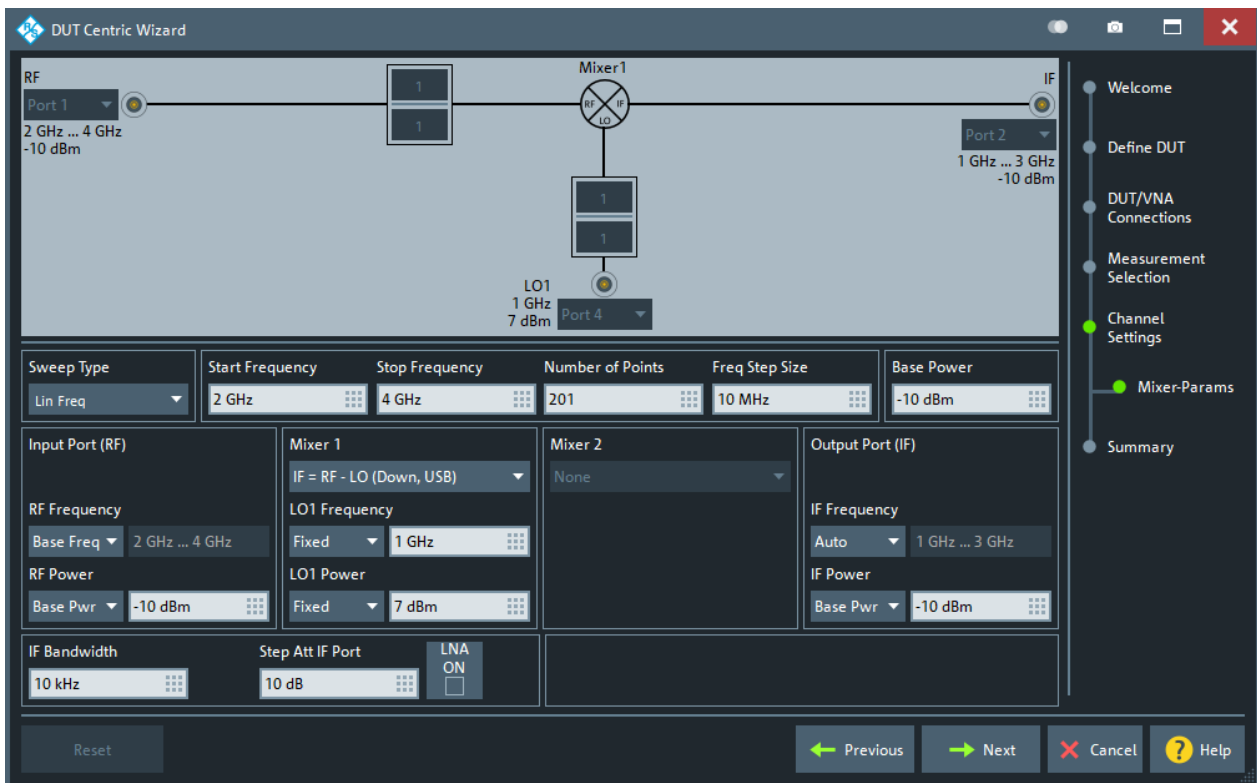 R&S DUT Centric Wizard
RF
Port 1
2 GHz ... 4 GHz
-10 dBm
1
1
Mixer1
RF IF
LO
1
1
LO1
1 GHz
7 dBm
Port 4
IF
Port 2
1 GHz ... 3 GHz
-10 dBm
Welcome
Define DUT
DUT/VNA
Connections
Measurement
Selection
Channel
Settings
Mixer-Params
Summary
Sweep Type
Lin Freq
Start Frequency
2 GHz
Stop Frequency
4 GHz
Number of Points
201
Freq Step Size
10 MHz
Base Power
-10 dBm
Input Port (RF)
RF Frequency
Base Freq 2 GHz ... 4 GHz
RF Power
Base Pwr -10 dBm
Mixer 1
IF = RF - LO (Down, USB)
LO1 Frequency
Fixed 1 GHz
LO1 Power
Fixed 7 dBm
Mixer 2
None
Output Port (IF)
IF Frequency
Auto 1 GHz ... 3 GHz
IF Power
Base Pwr -10 dBm
IF Bandwidth
10 kHz
Step Att IF Port
10 dB
LNA
ON
Reset
Previous
Next
Cancel
? Help